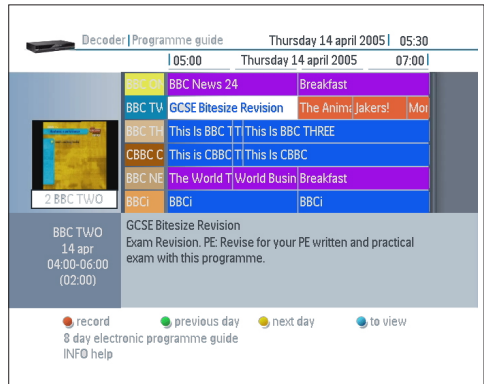 Decoder | Programme guide Thursday 14 april 2005 | 05:30
05:00 Thursday 14 april 2005 07:00
BBC O BBC News 24 Breakfast
BBC TV GCSE Bitesize Revision The Anima Jakers! Mor
BBC TH This Is BBC T T This Is BBC THREE
CBBC C This is CBBC T This Is CBBC
BBC NE The World T World Busin Breakfast
2 BBC TWO BBCi BBCi BBCi
BBC TWO
14 apr
04:00-06:00
(02:00)
GCSE Bitesize Revision
Exam Revision. PE: Revise for your PE written and practical
exam with this programme.
record previous day next day to view
8 day electronic programme guide
INFO help